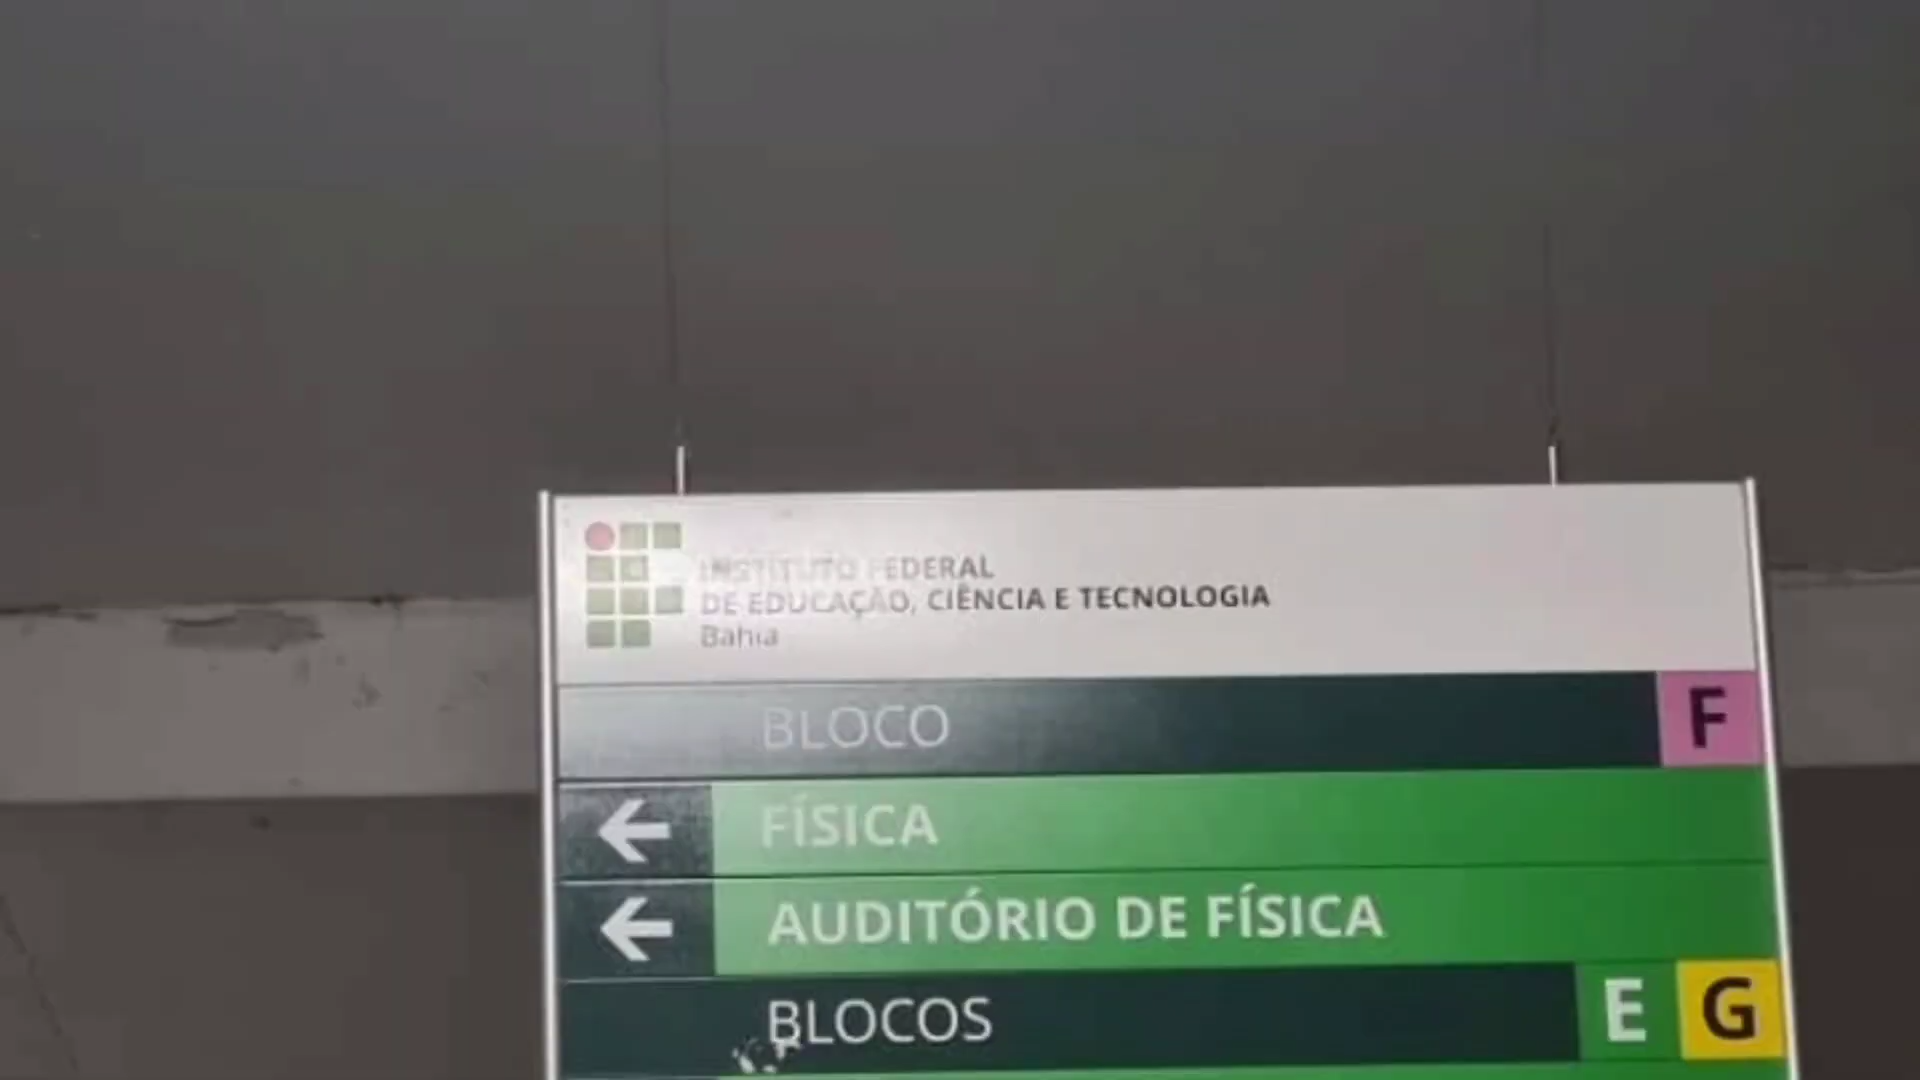 INSTITUTO FEDERAL
DE EDUCAÇÃO, CIÊNCIA E TECNOLOGIA
Bahia
BLOCO F
FÍSICA
AUDITÓRIO DE FÍSICA
BLOCOS E G